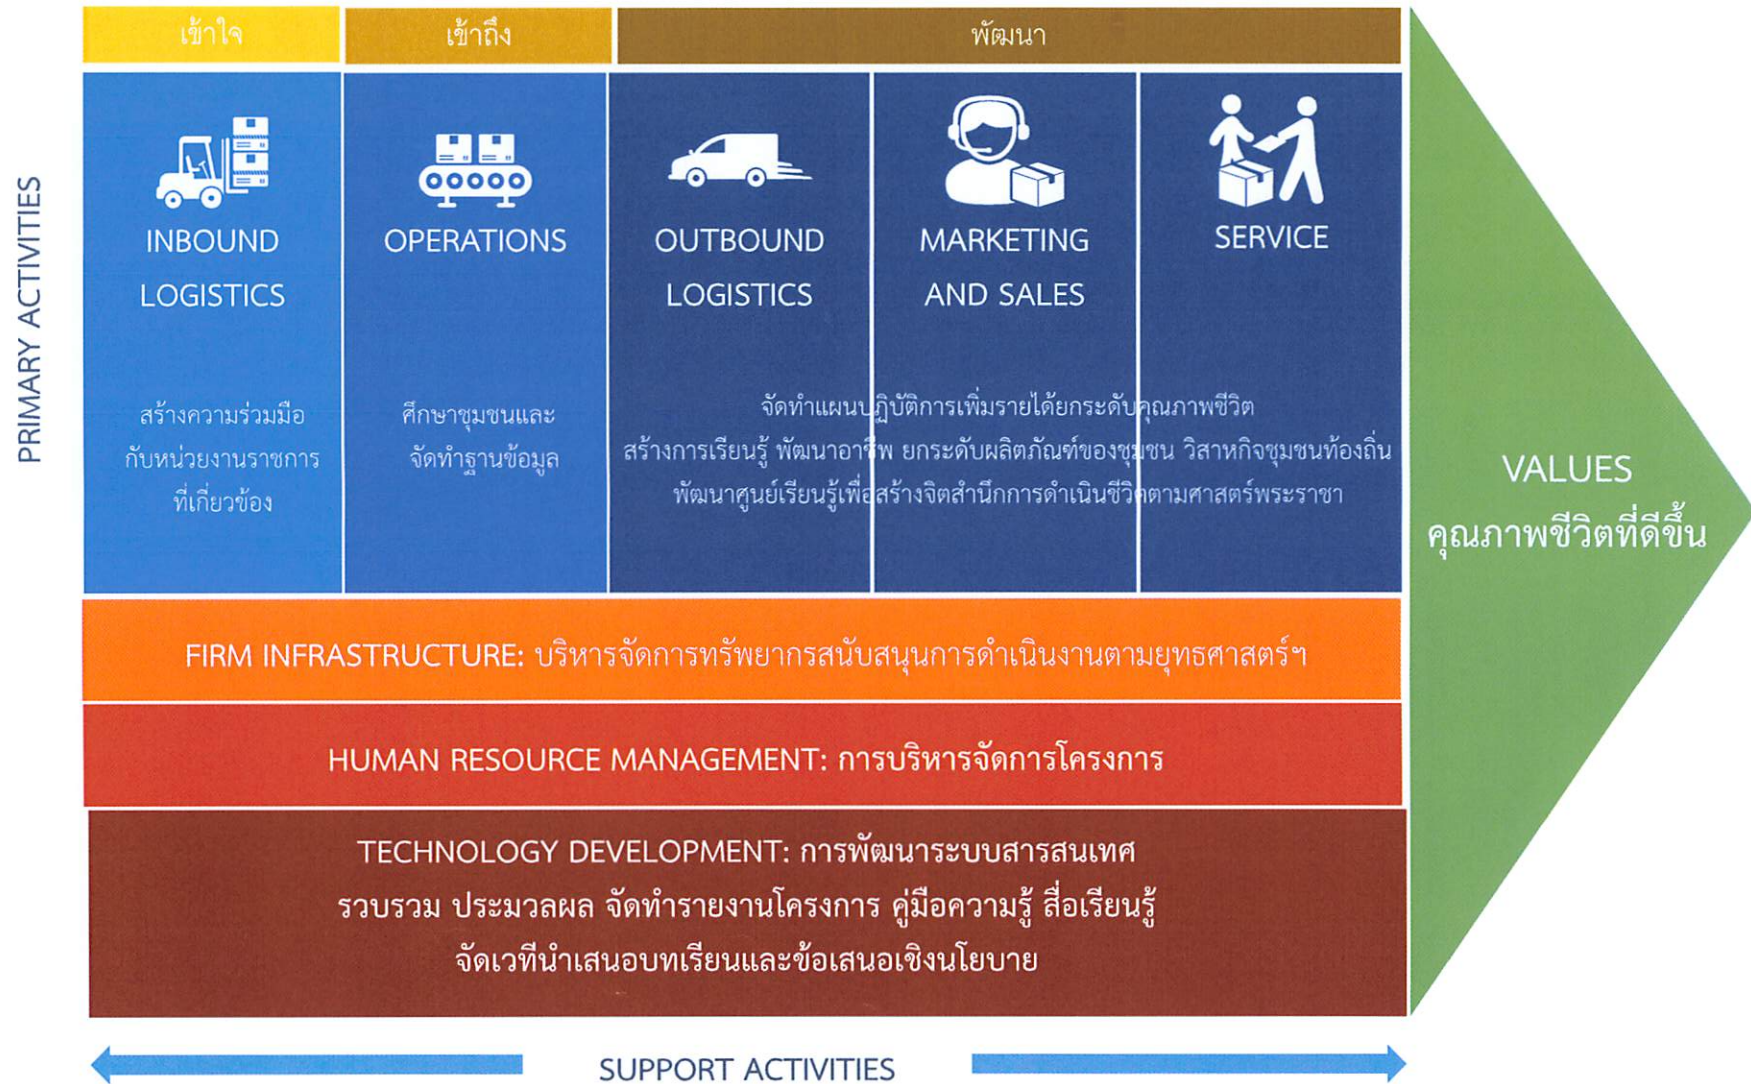 เข้าใจ
เข้าถึง
พัฒนา
PRIMARY ACTIVITIES
INBOUND
LOGISTICS
สร้างความร่วมมือ
กับหน่วยงานราชการ
ที่เกี่ยวข้อง
OPERATIONS
ศึกษาชุมชนและ
จัดทำฐานข้อมูล
OUTBOUND
LOGISTICS
MARKETING
AND SALES
SERVICE
จัดทำแผนปฏิบัติการเพิ่มรายได้ยกระดับคุณภาพชีวิต
สร้างการเรียนรู้ พัฒนาอาชีพ ยกระดับผลิตภัณฑ์ของชุมชน วิสาหกิจชุมชนท้องถิ่น
พัฒนาศูนย์เรียนรู้เพื่อสร้างจิตสำนึกการดำเนินชีวิตตามศาสตร์พระราชา
VALUES
คุณภาพชีวิตที่ดีขึ้น
FIRM INFRASTRUCTURE: บริหารจัดการทรัพยากรสนับสนุนการดำเนินงานตามยุทธศาสตร์ฯ
HUMAN RESOURCE MANAGEMENT: การบริหารจัดการโครงการ
TECHNOLOGY DEVELOPMENT: การพัฒนาระบบสารสนเทศ
รวบรวม ประมวลผล จัดทำรายงานโครงการ คู่มือความรู้ สื่อเรียนรู้
จัดเวทีนำเสนอบทเรียนและข้อเสนอเชิงนโยบาย
SUPPORT ACTIVITIES